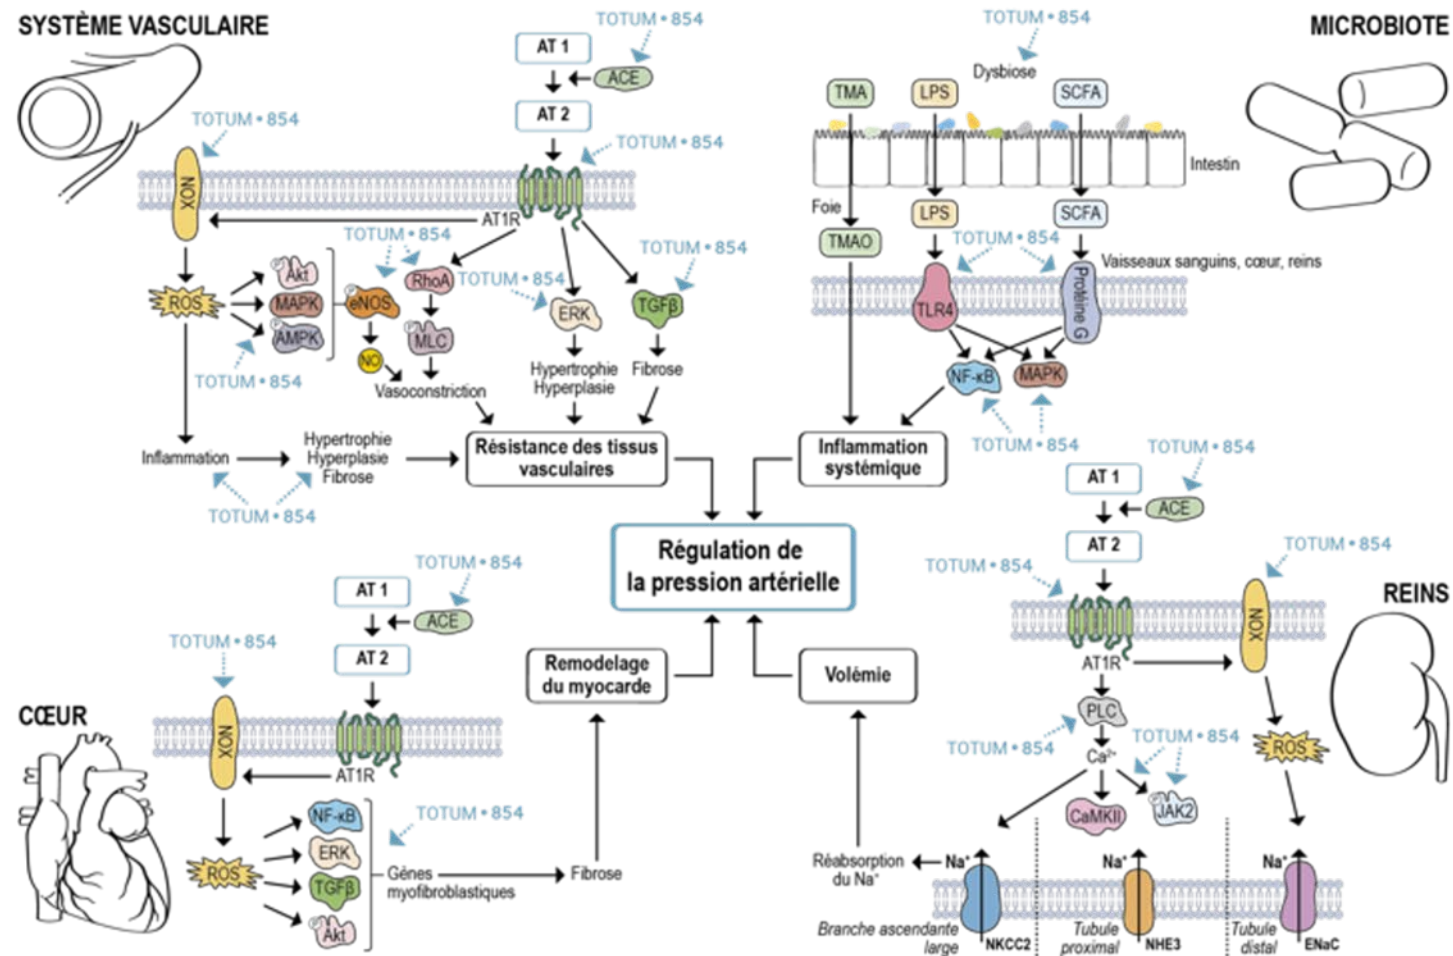 SYSTÈME VASCULAIRE
TOTUM • 854
AT 1
ACE
AT 2
TOTUM • 854
TOTUM • 854
NOX
AT1R
TOTUM • 854
TOTUM • 854
TOTUM • 854
ROS
P
Akt
MAPK
P
AMPK
P
eNOS
RhoA
NO
P
MLC
ERK
TGFβ
TOTUM • 854
Vasoconstriction
Hypertrophie
Hyperplasie
Fibrose
Inflammation
Hypertrophie
Hyperplasie
Fibrose
TOTUM • 854
Résistance des tissus
vasculaires
MICROBIOTE
TOTUM • 854
Dysbiose
TMA
LPS
SCFA
Intestin
Foie
LPS
SCFA
TMAO
TOTUM • 854
Vaisseaux sanguins, cœur, reins
TLR4
Protéine G
NF-κB
MAPK
TOTUM • 854
Inflammation
systémique
Régulation de
la pression artérielle
CŒUR
TOTUM • 854
AT 1
ACE
AT 2
TOTUM • 854
NOX
AT1R
ROS
NF-κB
ERK
TGFβ
P
Akt
TOTUM • 854
Gênes
myofibroblastiques
Fibrose
Remodelage
du myocarde
REINS
TOTUM • 854
AT 1
ACE
AT 2
TOTUM • 854
TOTUM • 854
NOX
AT1R
PLC
TOTUM • 854
TOTUM • 854
Ca²⁺
CaMKII
P
JAK2
ROS
Volémie
Réabsorption
du Na⁺
Na⁺
Na⁺
Na⁺
Branche ascendante
large
NKCC2
Tubule
proximal
NHE3
Tubule
distal
ENaC